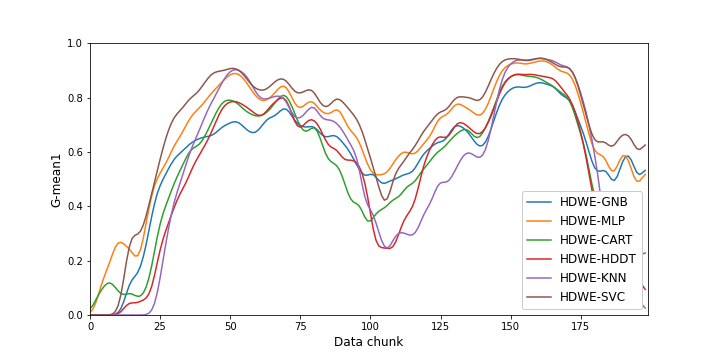 1.0
0.8
0.6
0.4
0.2
0.0
G-mean1
0 25 50 75 100 125 150 175
Data chunk
HDWE-GNB
HDWE-MLP
HDWE-CART
HDWE-HDDT
HDWE-KNN
HDWE-SVC